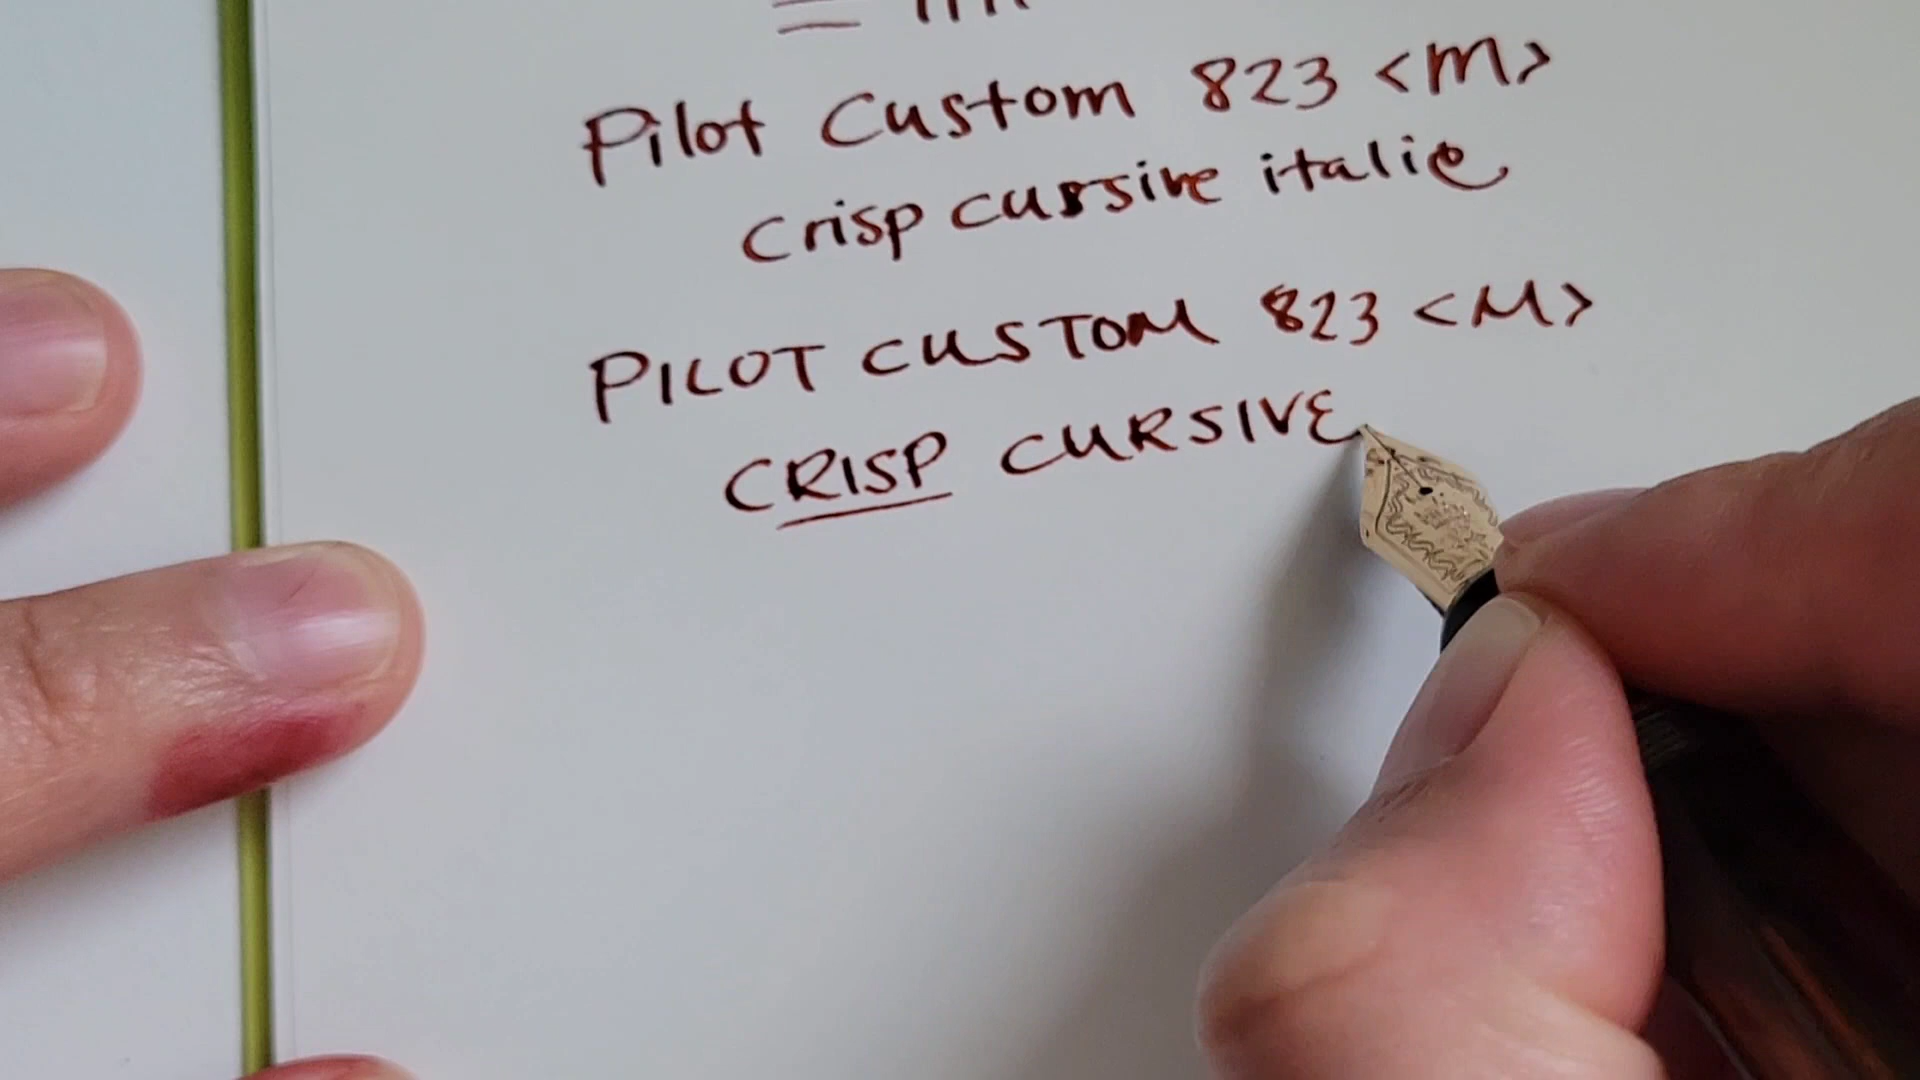 Pilot Custom 823 <M>
Crisp cursive italic
PILOT CUSTOM 823 <M>
CRISP CURSIVE